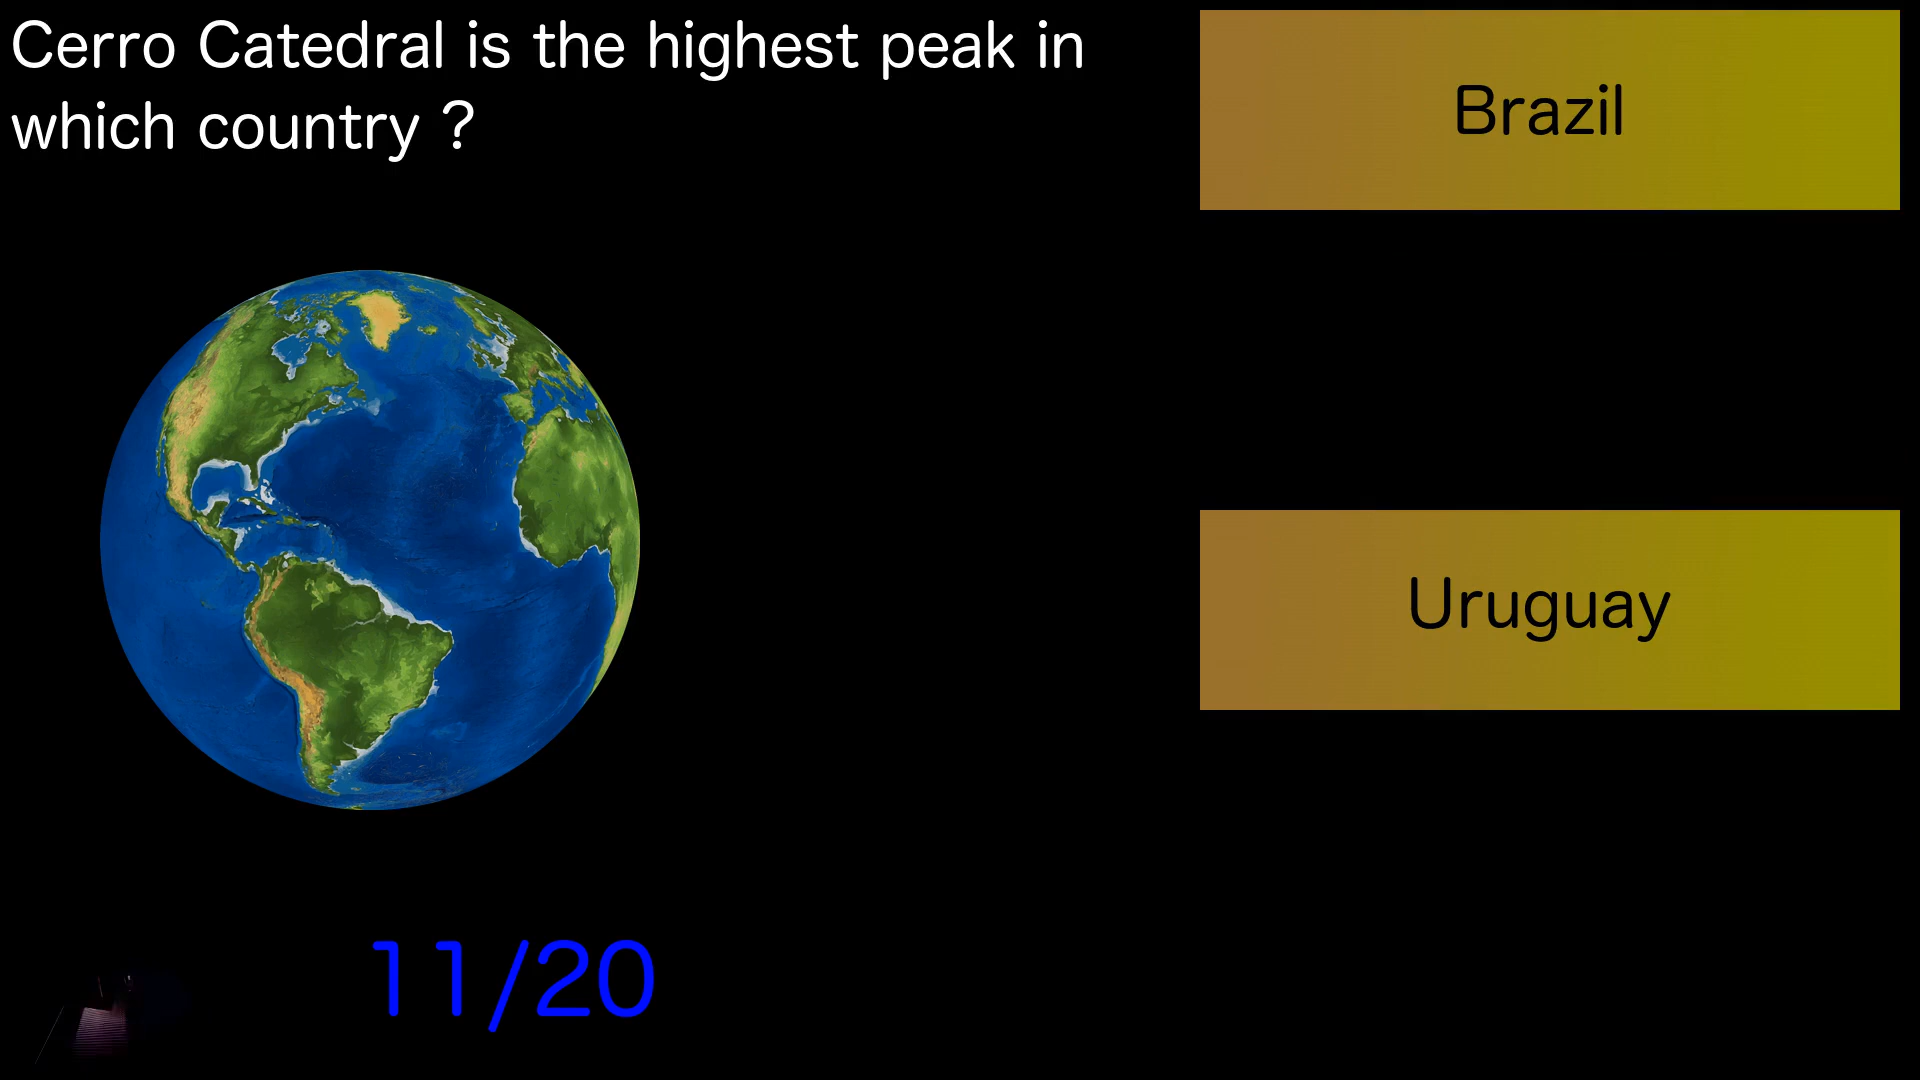 Cerro Catedral is the highest peak in
which country ?
Brazil
Uruguay
11/20